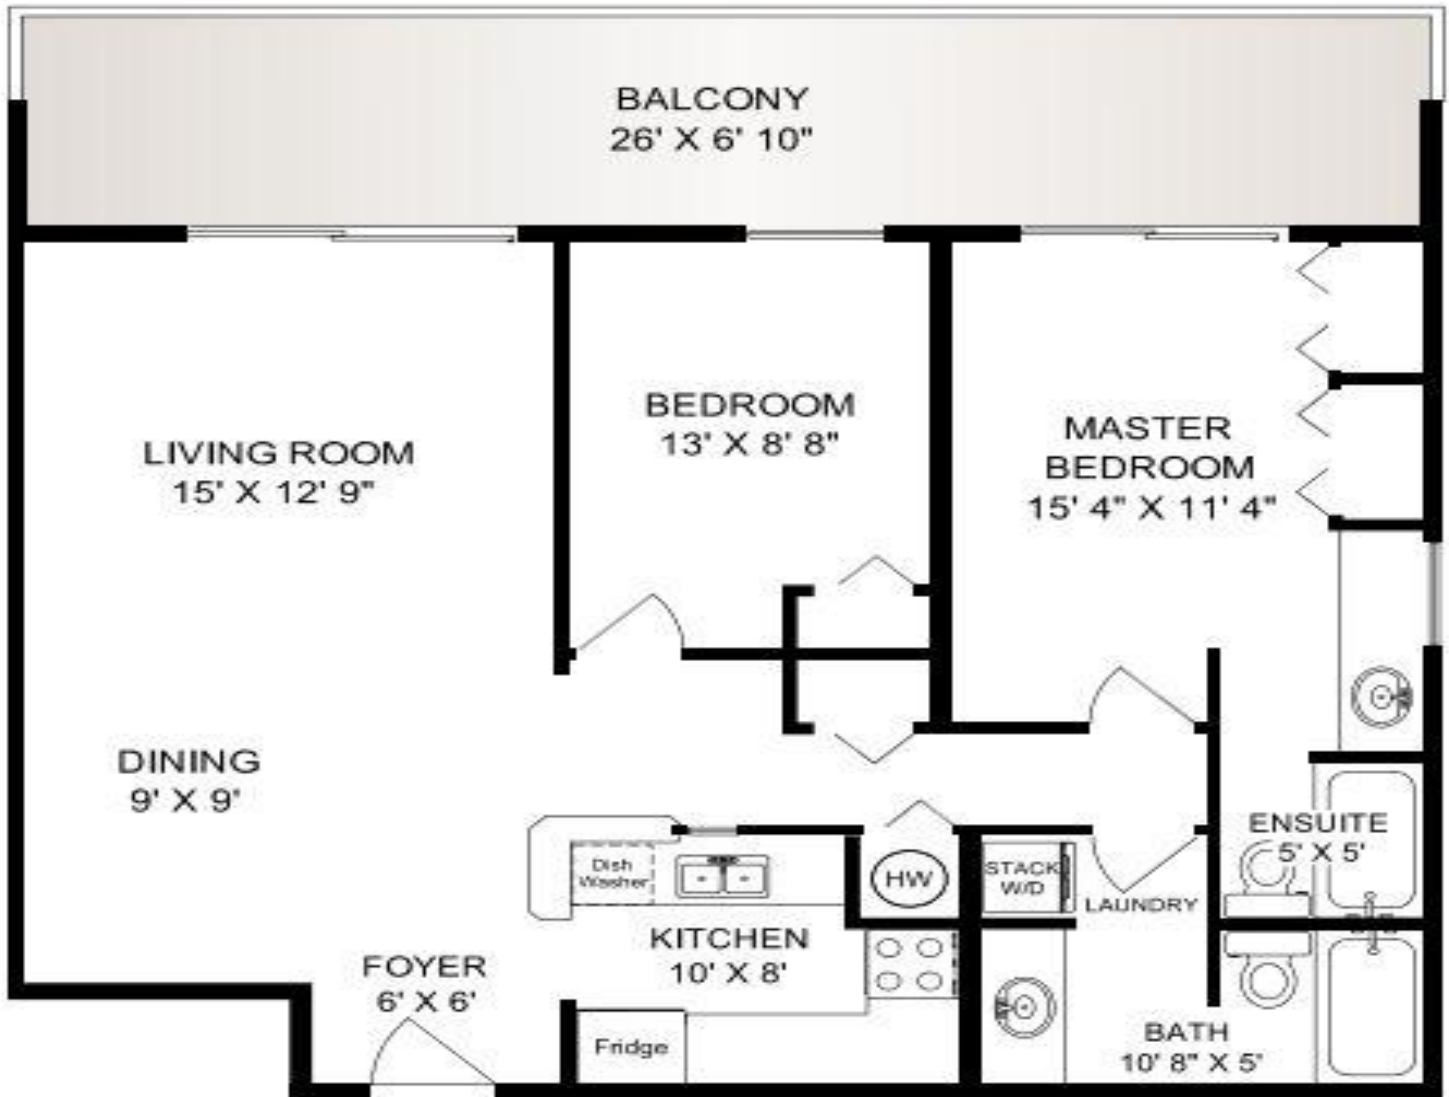 BALCONY
26' X 6' 10"
BEDROOM
13' X 8' 8"
MASTER
BEDROOM
15' 4" X 11' 4"
LIVING ROOM
15' X 12' 9"
DINING
9' X 9'
ENSUITE
5' X 5'
Dish
Washer
HW
STACK
W/D
LAUNDRY
KITCHEN
10' X 8'
FOYER
6' X 6'
Fridge
BATH
10' 8" X 5'